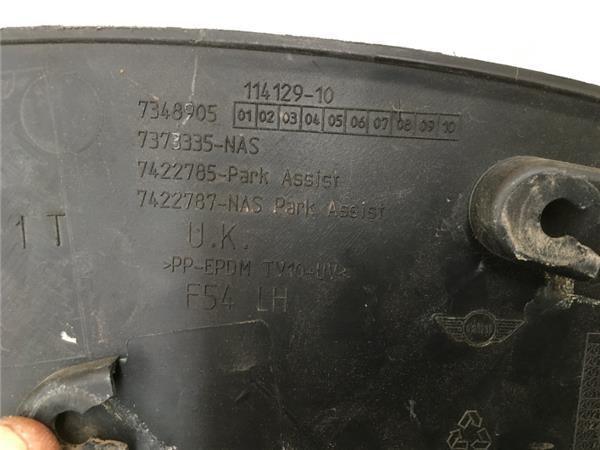 114129-10
7348905 01 02 03 04 05 06 07 08 09 10
7373335-NAS
7422785-Park Assist
7422787-NAS Park Assist
1 T
U.K.
>PP-EPDM TV10-UV<
F54 LH
MINI